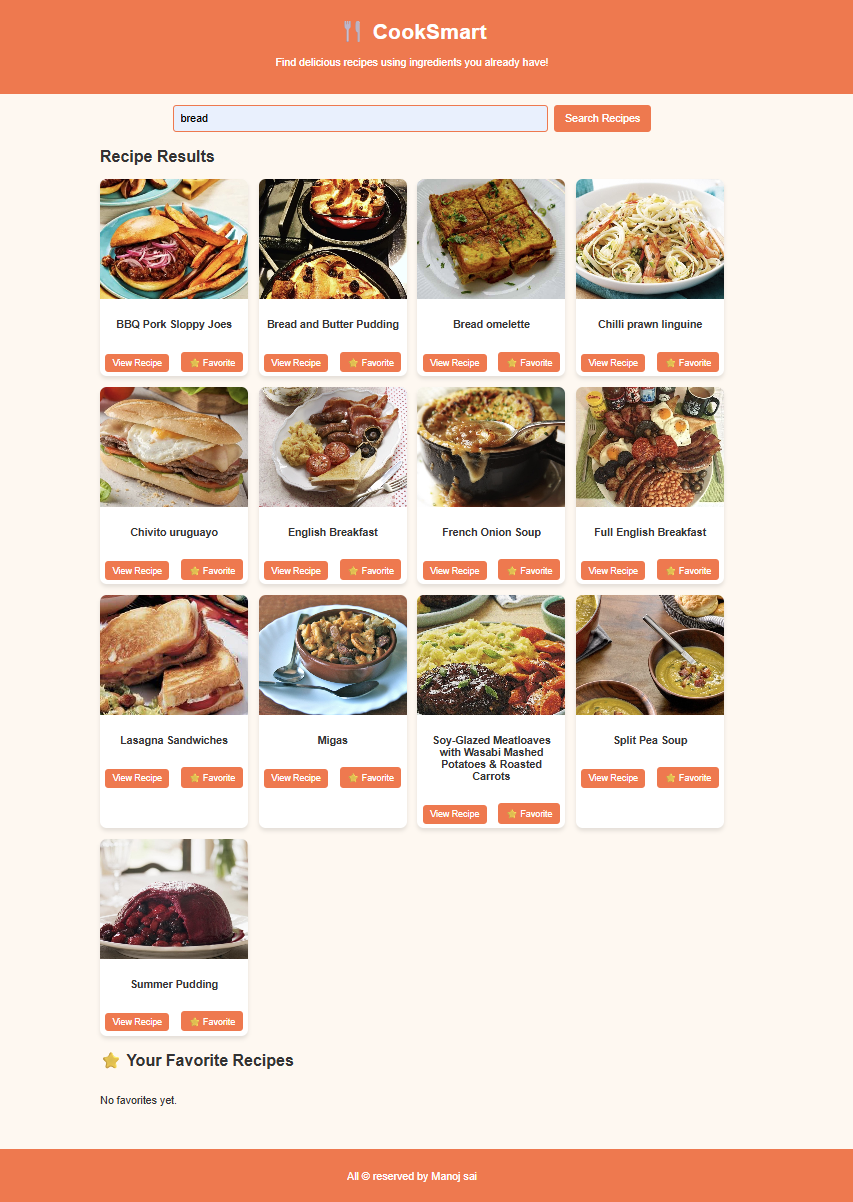 🍴 CookSmart
Find delicious recipes using ingredients you already have!
bread
Search Recipes
Recipe Results
BBQ Pork Sloppy Joes
View Recipe
⭐ Favorite
Bread and Butter Pudding
View Recipe
⭐ Favorite
Bread omelette
View Recipe
⭐ Favorite
Chilli prawn linguine
View Recipe
⭐ Favorite
Chivito uruguayo
View Recipe
⭐ Favorite
English Breakfast
View Recipe
⭐ Favorite
French Onion Soup
View Recipe
⭐ Favorite
Full English Breakfast
View Recipe
⭐ Favorite
Lasagna Sandwiches
View Recipe
⭐ Favorite
Migas
View Recipe
⭐ Favorite
Soy-Glazed Meatloaves
with Wasabi Mashed
Potatoes & Roasted
Carrots
View Recipe
⭐ Favorite
Split Pea Soup
View Recipe
⭐ Favorite
Summer Pudding
View Recipe
⭐ Favorite
⭐ Your Favorite Recipes
No favorites yet.
All © reserved by Manoj sai